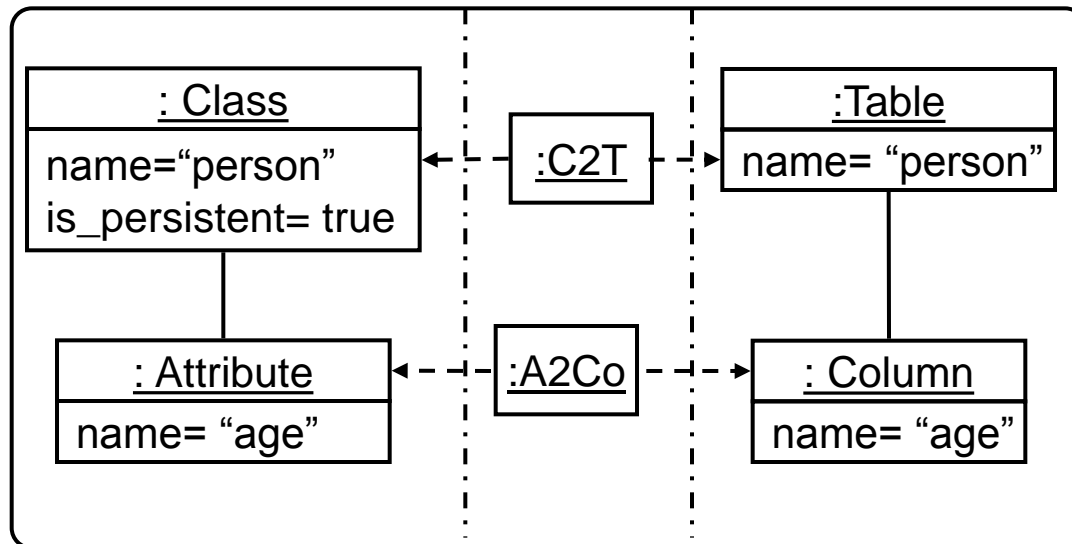 : Class
name=“person”
is_persistent= true
:C2T
:Table
name= “person”
: Attribute
name= “age”
:A2Co
: Column
name= “age”